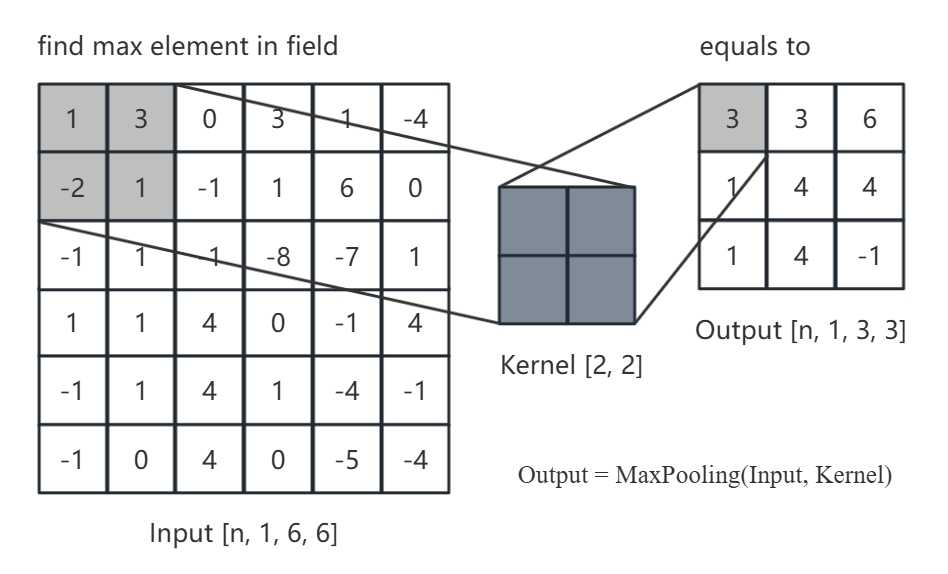 find max element in field
equals to
1 3 0 3 1 -4
-2 1 -1 1 6 0
-1 1 -1 -8 -7 1
1 1 4 0 -1 4
-1 1 4 1 -4 -1
-1 0 4 0 -5 -4
Input [n, 1, 6, 6]
Kernel [2, 2]
3 3 6
1 4 4
1 4 -1
Output [n, 1, 3, 3]
Output = MaxPooling(Input, Kernel)